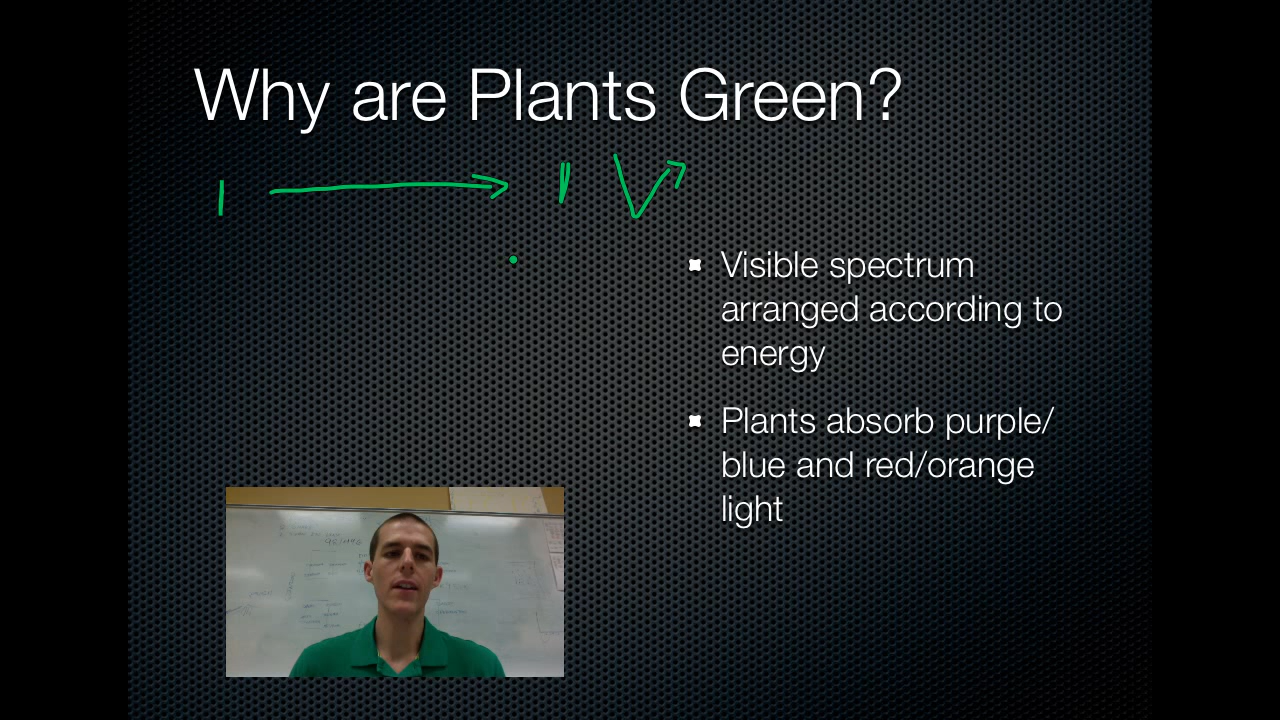 Why are Plants Green?
Visible spectrum
arranged according to
energy
Plants absorb purple/
blue and red/orange
light